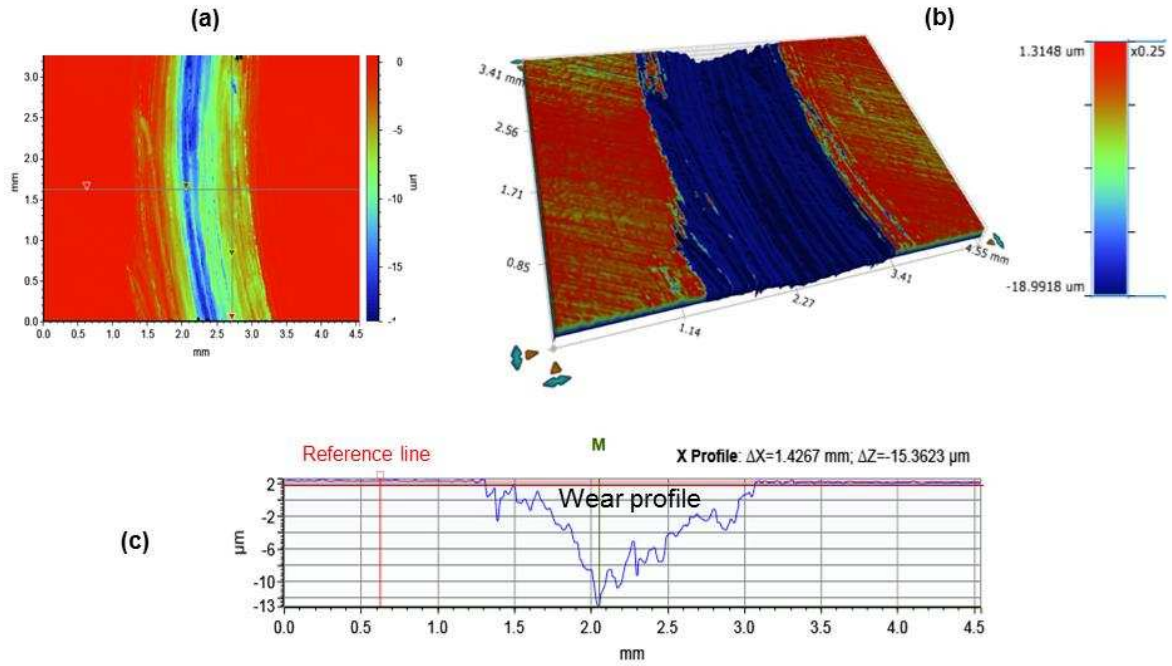 (a)
(b)
3.0
2.5
2.0
1.5
1.0
0.5
0.0
mm
0.0 0.5 1.0 1.5 2.0 2.5 3.0 3.5 4.0 4.5
mm
0
-5
-10
-15
µm
3.41 mm
2.56
1.71
0.85
1.14
2.27
3.41
4.55 mm
1.3148 um
x0.25
-18.9918 um
(c)
Reference line
M
X Profile: ΔX=1.4267 mm; ΔZ=-15.3623 µm
Wear profile
2
-2
-6
-10
-13
µm
0.0 0.5 1.0 1.5 2.0 2.5 3.0 3.5 4.0 4.5
mm